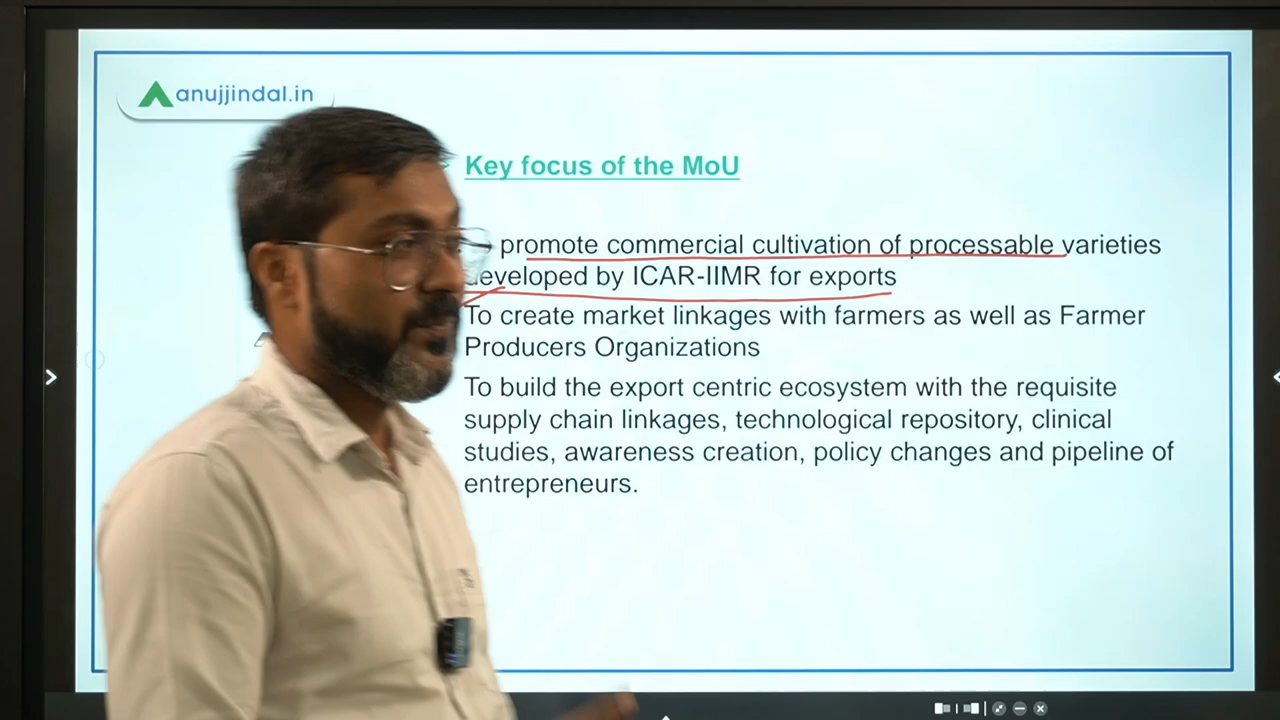 anujjindal.in
Key focus of the MoU
promote commercial cultivation of processable varieties
developed by ICAR-IIMR for exports
To create market linkages with farmers as well as Farmer
Producers Organizations
To build the export centric ecosystem with the requisite
supply chain linkages, technological repository, clinical
studies, awareness creation, policy changes and pipeline of
entrepreneurs.